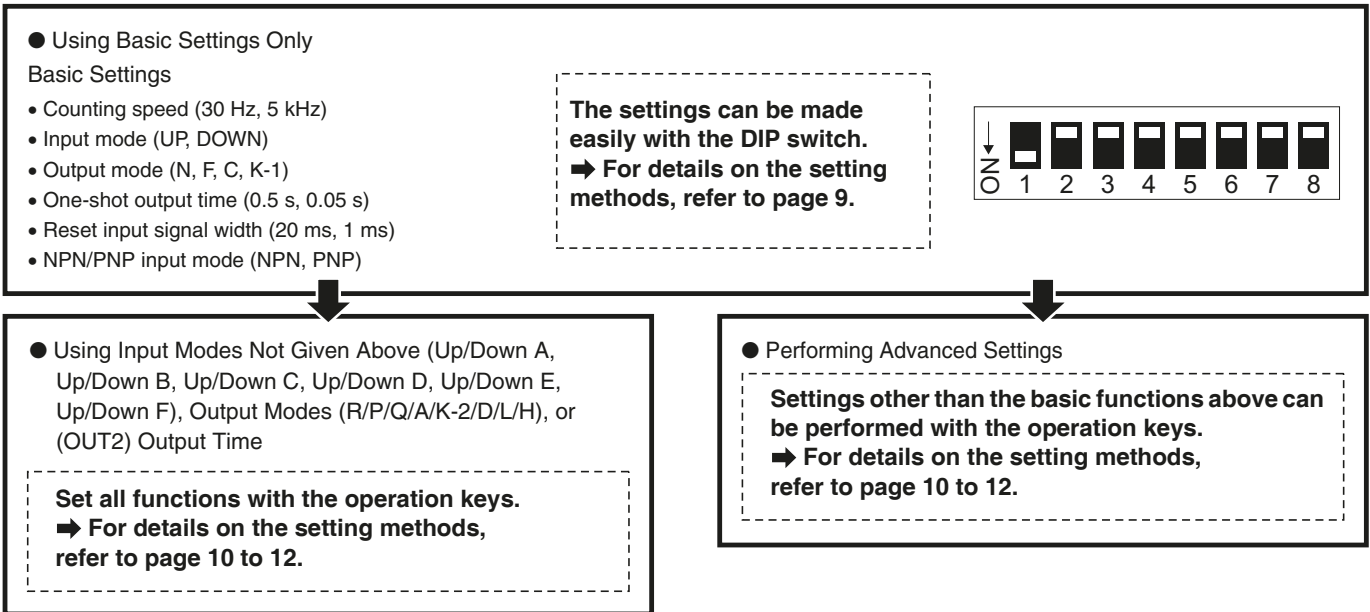 ● Using Basic Settings Only
Basic Settings
• Counting speed (30 Hz, 5 kHz)
• Input mode (UP, DOWN)
• Output mode (N, F, C, K-1)
• One-shot output time (0.5 s, 0.05 s)
• Reset input signal width (20 ms, 1 ms)
• NPN/PNP input mode (NPN, PNP)
The settings can be made
easily with the DIP switch.
➡ For details on the setting
methods, refer to page 9.
ON
1 2 3 4 5 6 7 8
● Using Input Modes Not Given Above (Up/Down A,
Up/Down B, Up/Down C, Up/Down D, Up/Down E,
Up/Down F), Output Modes (R/P/Q/A/K-2/D/L/H), or
(OUT2) Output Time
Set all functions with the operation keys.
➡ For details on the setting methods,
refer to page 10 to 12.
● Performing Advanced Settings
Settings other than the basic functions above can
be performed with the operation keys.
➡ For details on the setting methods,
refer to page 10 to 12.